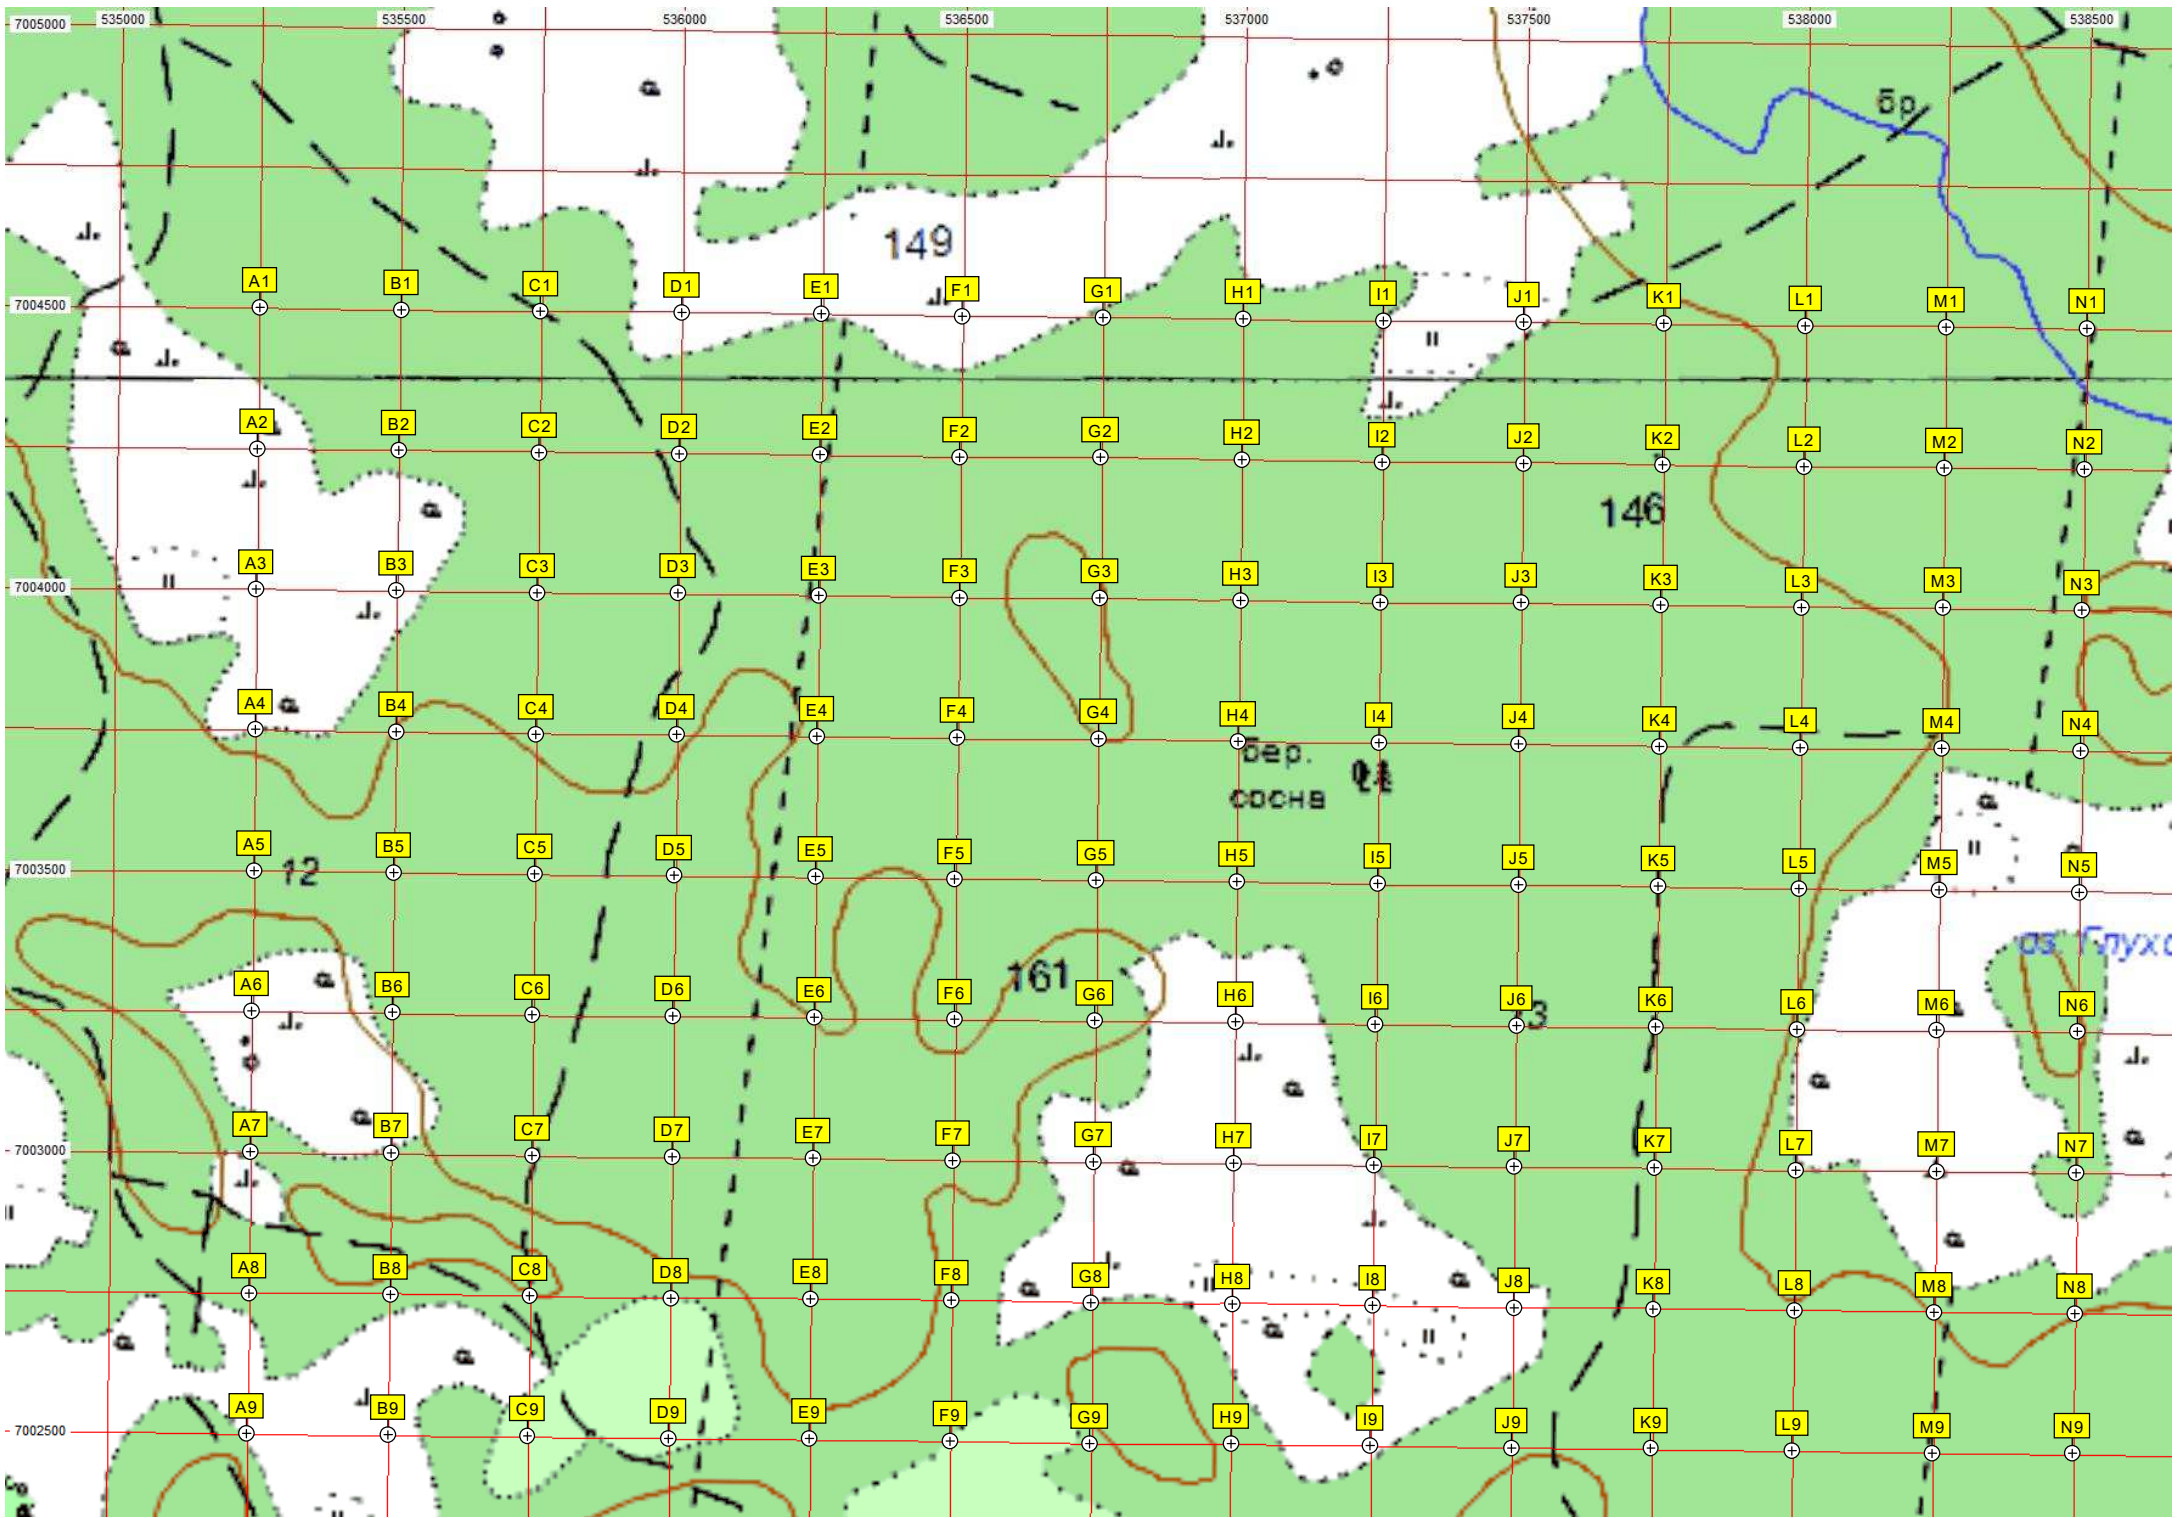 535000 535500 536000 536500 537000 537500 538000 538500
7005000
бр
149
A1 B1 C1 D1 E1 F1 G1 H1 I1 J1 K1 L1 M1 N1
7004500
A2 B2 C2 D2 E2 F2 G2 H2 I2 J2 K2 L2 M2 N2
146
A3 B3 C3 D3 E3 F3 G3 H3 I3 J3 K3 L3 M3 N3
7004000
A4 B4 C4 D4 E4 F4 G4 H4 I4 J4 K4 L4 M4 N4
бер.
сосна
A5 B5 C5 D5 E5 F5 G5 H5 I5 J5 K5 L5 M5 N5
7003500
12
оз. Глухо
161
A6 B6 C6 D6 E6 F6 G6 H6 I6 J6 K6 L6 M6 N6
3
A7 B7 C7 D7 E7 F7 G7 H7 I7 J7 K7 L7 M7 N7
7003000
A8 B8 C8 D8 E8 F8 G8 H8 I8 J8 K8 L8 M8 N8
A9 B9 C9 D9 E9 F9 G9 H9 I9 J9 K9 L9 M9 N9
7002500